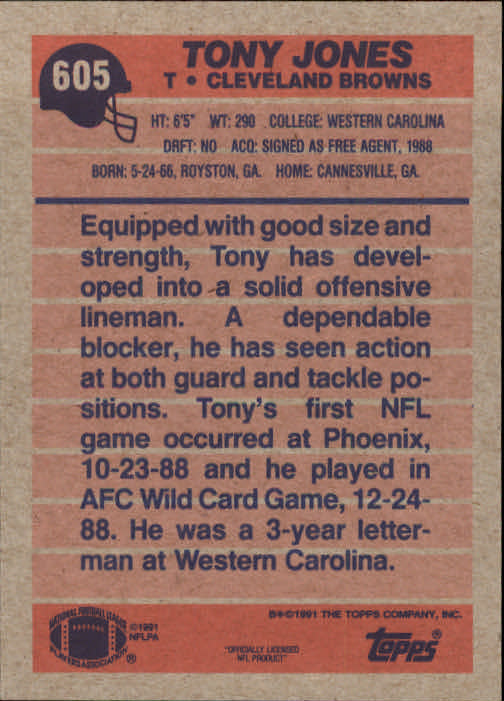 605
TONY JONES
T • CLEVELAND BROWNS
HT: 6'5" WT: 290 COLLEGE: WESTERN CAROLINA
DRFT: NO ACQ: SIGNED AS FREE AGENT, 1988
BORN: 5-24-66, ROYSTON, GA. HOME: CANNESVILLE, GA.
Equipped with good size and
strength, Tony has devel-
oped into a solid offensive
lineman. A dependable
blocker, he has seen action
at both guard and tackle po-
sitions. Tony's first NFL
game occurred at Phoenix,
10-23-88 and he played in
AFC Wild Card Game, 12-24-
88. He was a 3-year letter-
man at Western Carolina.
NATIONAL FOOTBALL LEAGUE
PLAYERS ASSOCIATION ®
©1991
NFLPA
B®©1991 THE TOPPS COMPANY, INC.
"OFFICIALLY LICENSED
NFL PRODUCT"
topps®